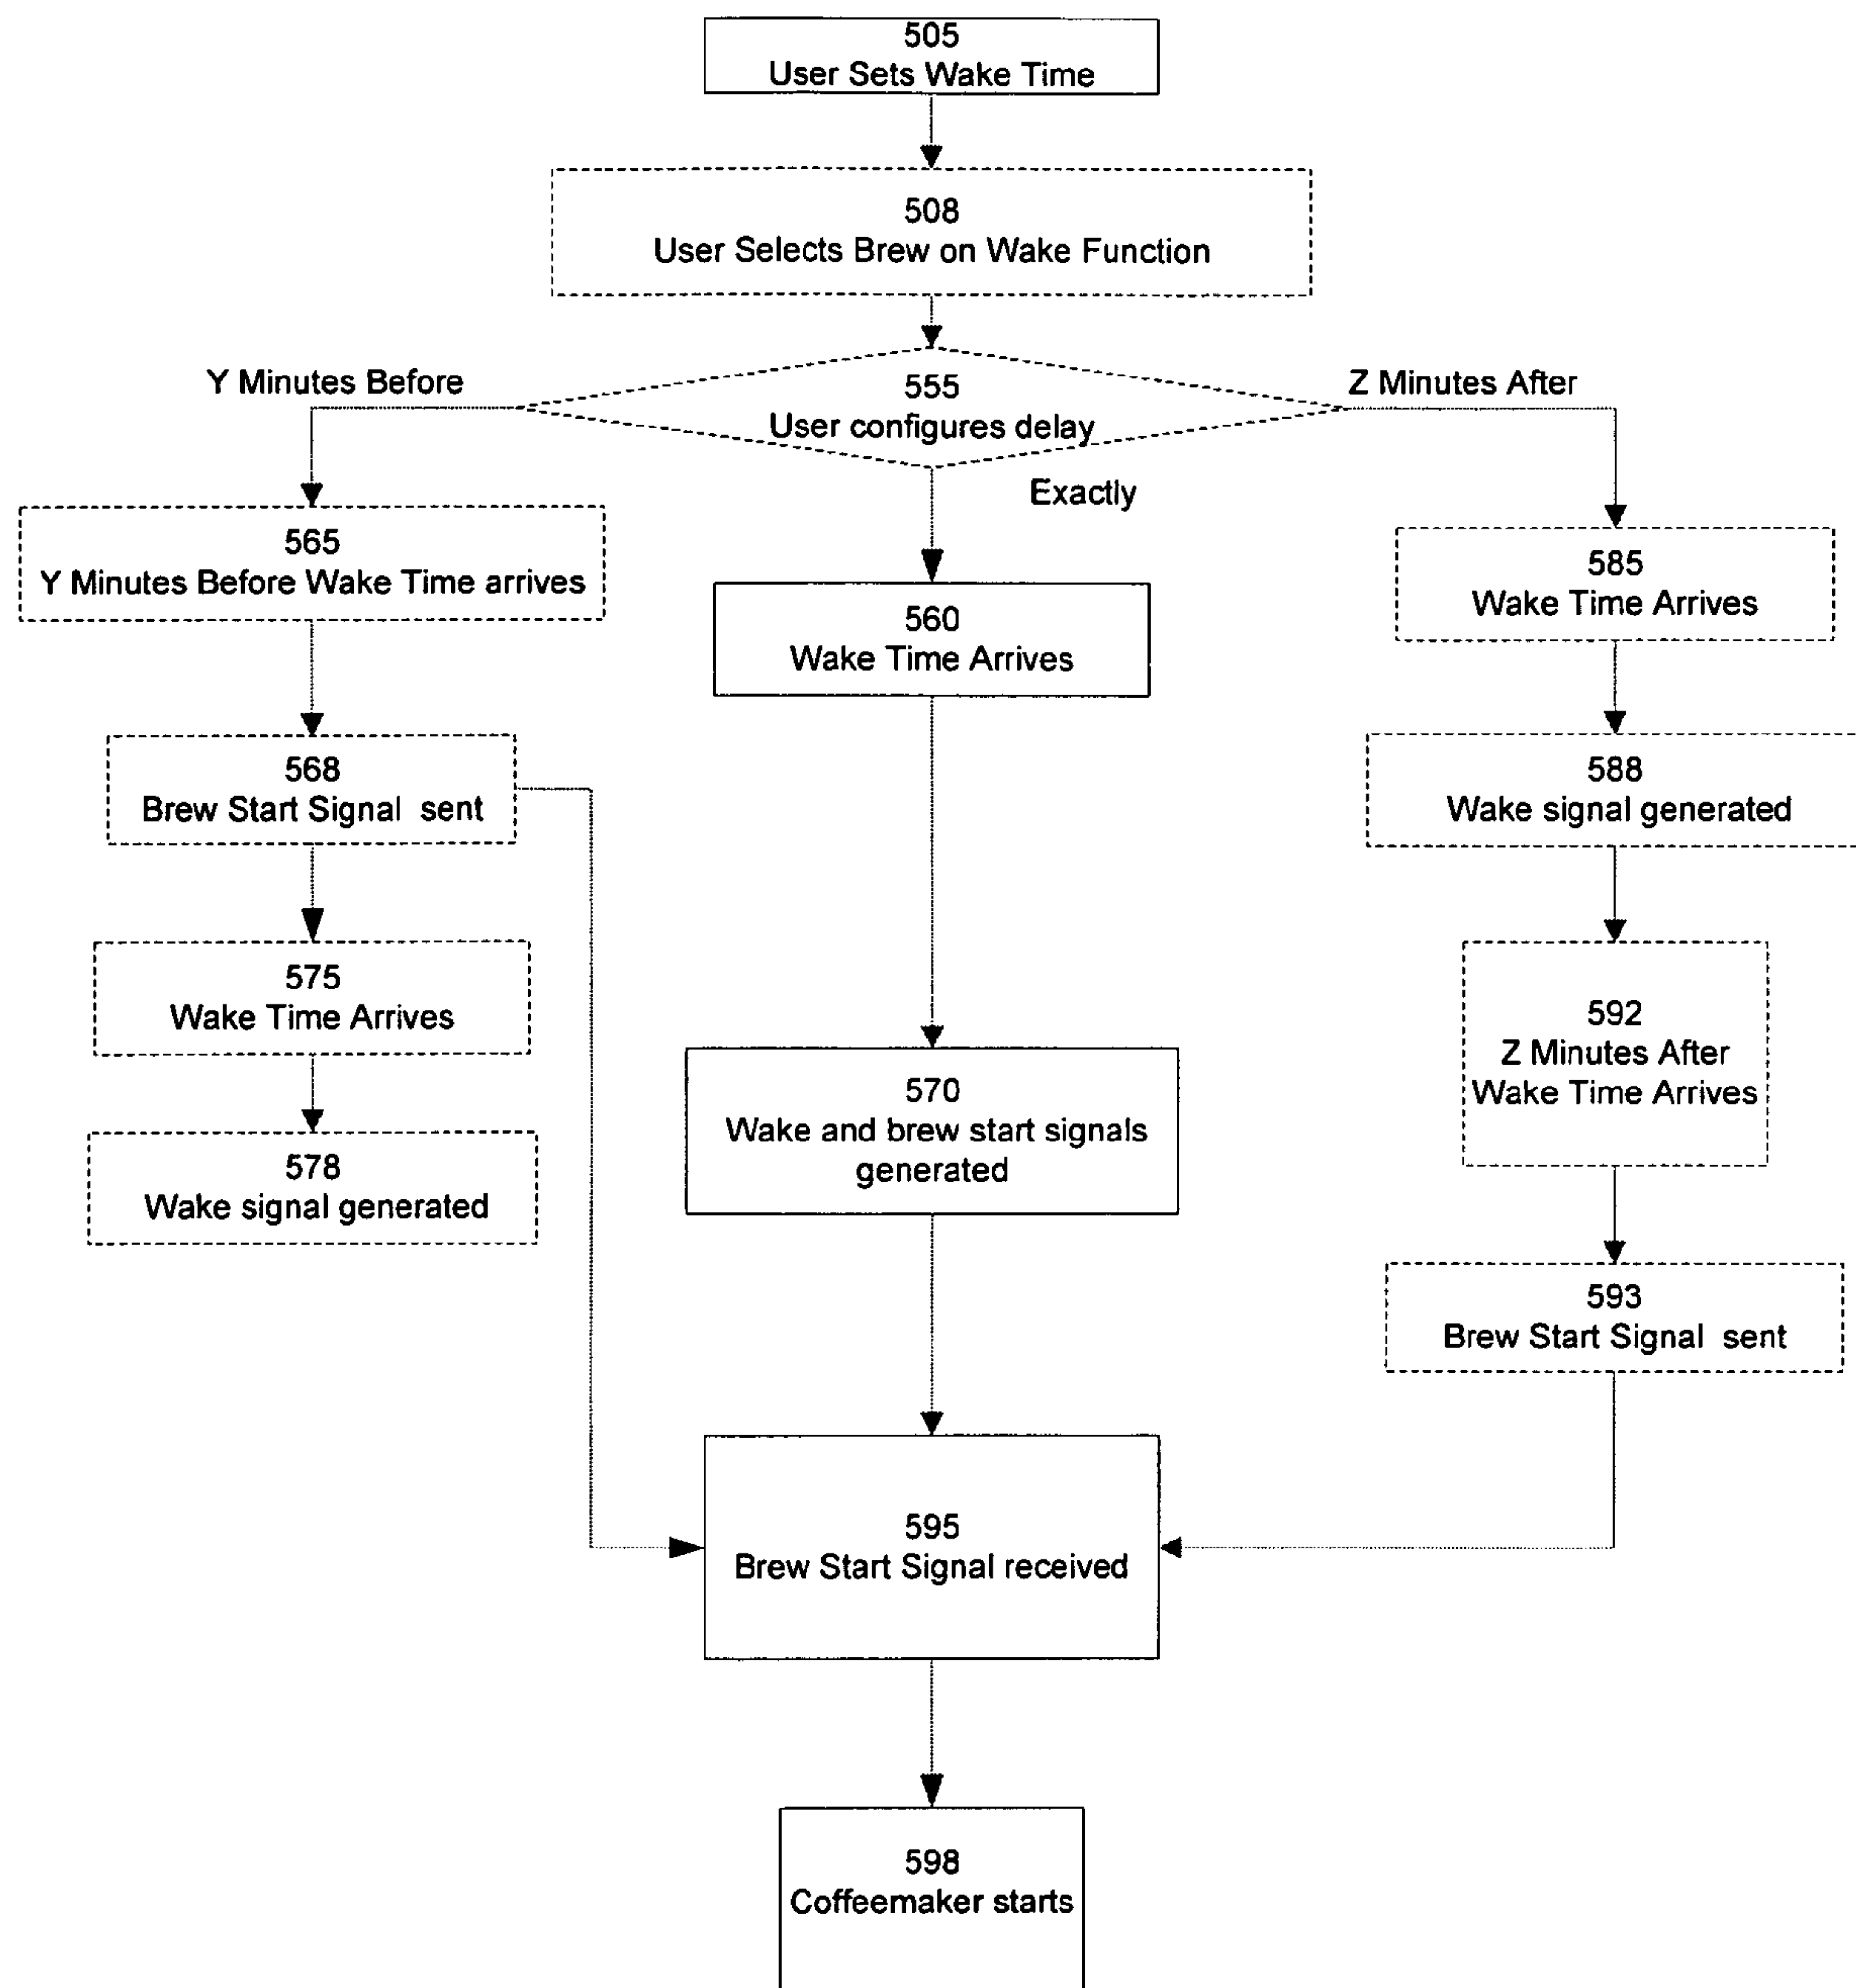 505
User Sets Wake Time
508
User Selects Brew on Wake Function
Y Minutes Before
555
User configures delay
Z Minutes After
Exactly
565
Y Minutes Before Wake Time arrives
560
Wake Time Arrives
585
Wake Time Arrives
568
Brew Start Signal sent
588
Wake signal generated
575
Wake Time Arrives
570
Wake and brew start signals
generated
592
Z Minutes After
Wake Time Arrives
578
Wake signal generated
593
Brew Start Signal sent
595
Brew Start Signal received
598
Coffeemaker starts